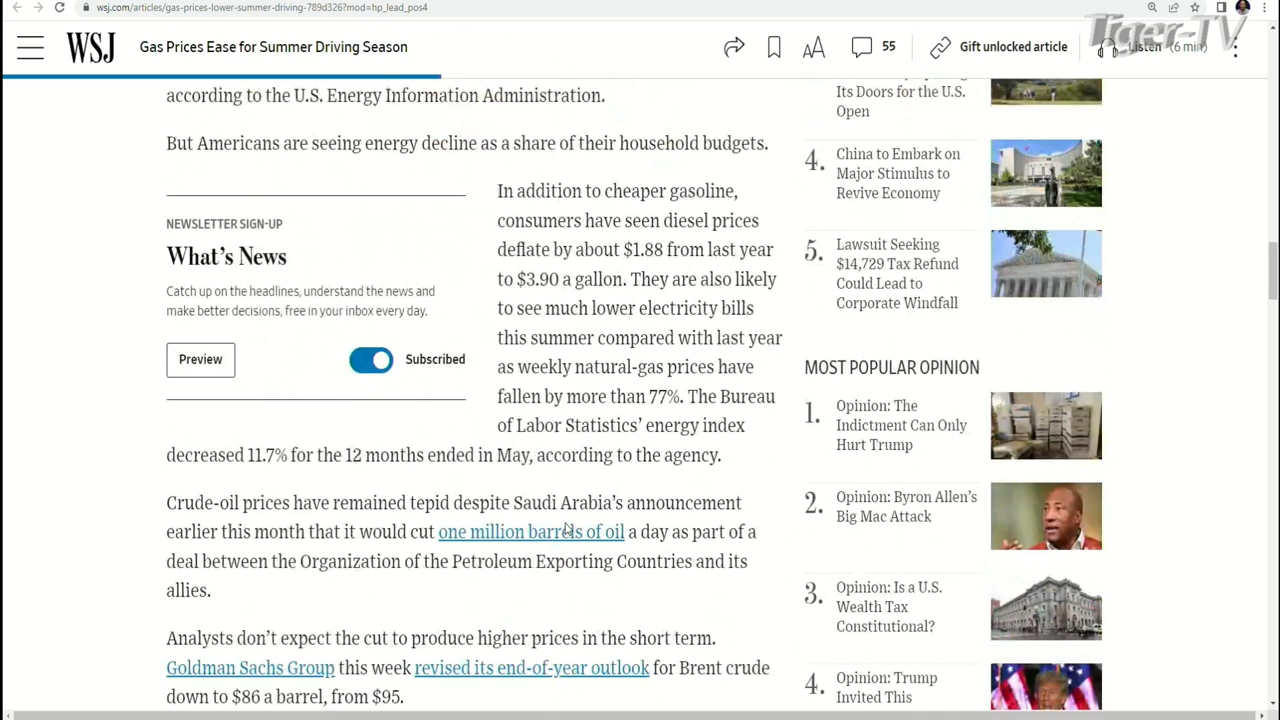 wsj.com/articles/gas-prices-lower-summer-driving-789d326?mod=hp_lead_pos4
Tiger-TV
WSJ
Gas Prices Ease for Summer Driving Season
55
Gift unlocked article
Listen (6 min)
according to the U.S. Energy Information Administration.
But Americans are seeing energy decline as a share of their household budgets.
NEWSLETTER SIGN-UP
What's News
Catch up on the headlines, understand the news and
make better decisions, free in your inbox every day.
Preview
Subscribed
In addition to cheaper gasoline,
consumers have seen diesel prices
deflate by about $1.88 from last year
to $3.90 a gallon. They are also likely
to see much lower electricity bills
this summer compared with last year
as weekly natural-gas prices have
fallen by more than 77%. The Bureau
of Labor Statistics' energy index
decreased 11.7% for the 12 months ended in May, according to the agency.
Crude-oil prices have remained tepid despite Saudi Arabia's announcement
earlier this month that it would cut one million barrels of oil a day as part of a
deal between the Organization of the Petroleum Exporting Countries and its
allies.
Analysts don't expect the cut to produce higher prices in the short term.
Goldman Sachs Group this week revised its end-of-year outlook for Brent crude
down to $86 a barrel, from $95.
Its Doors for the U.S.
Open
4. China to Embark on
Major Stimulus to
Revive Economy
5. Lawsuit Seeking
$14,729 Tax Refund
Could Lead to
Corporate Windfall
MOST POPULAR OPINION
1. Opinion: The
Indictment Can Only
Hurt Trump
2. Opinion: Byron Allen's
Big Mac Attack
3. Opinion: Is a U.S.
Wealth Tax
Constitutional?
4. Opinion: Trump
Invited This